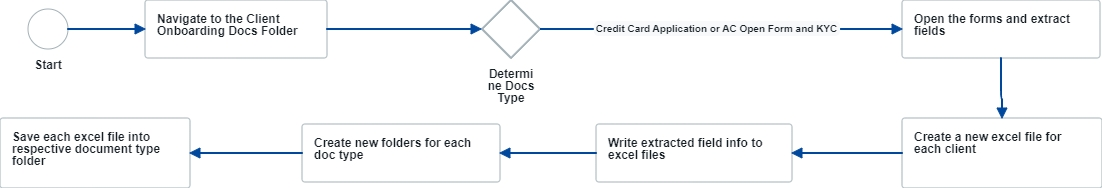 Start
Navigate to the Client
Onboarding Docs Folder
Determi
ne Docs
Type
Credit Card Application or AC Open Form and KYC
Open the forms and extract
fields
Create a new excel file for
each client
Write extracted field info to
excel files
Create new folders for each
doc type
Save each excel file into
respective document type
folder